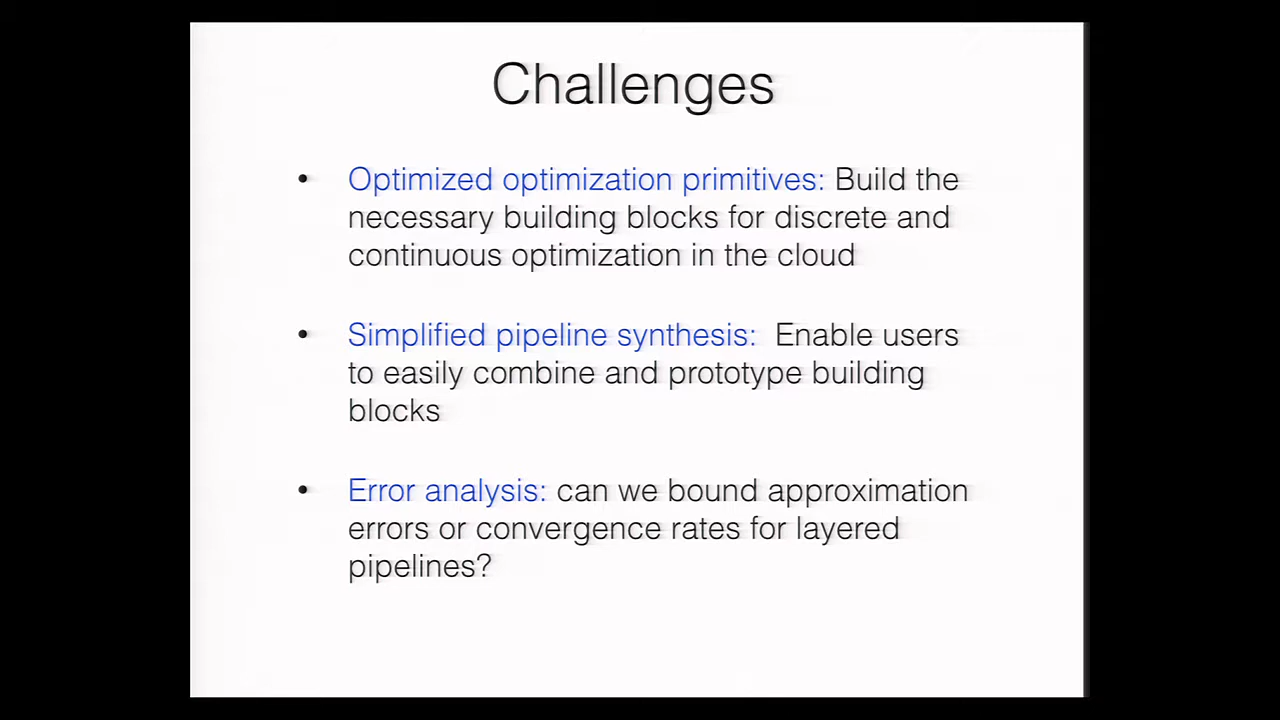 Challenges
• Optimized optimization primitives: Build the
necessary building blocks for discrete and
continuous optimization in the cloud
• Simplified pipeline synthesis: Enable users
to easily combine and prototype building
blocks
• Error analysis: can we bound approximation
errors or convergence rates for layered
pipelines?